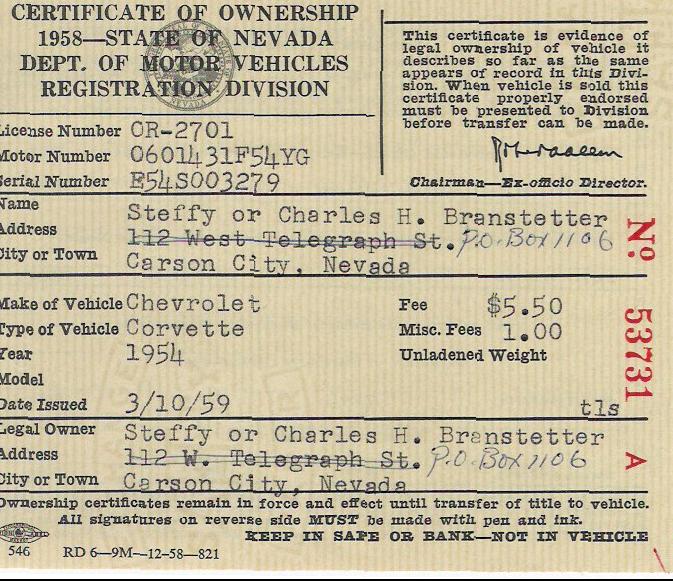 CERTIFICATE OF OWNERSHIP
1958—STATE OF NEVADA
DEPT. OF MOTOR VEHICLES
REGISTRATION DIVISION
This certificate is evidence of
legal ownership of vehicle it
describes so far as the same
appears of record in this Divi-
sion. When vehicle is sold this
certificate properly endorsed
must be presented to Division
before transfer can be made.
Chairman—Ex-officio Director.
License Number OR-2701
Motor Number 0601431F54YG
Serial Number E54S003279
Name Steffy or Charles H. Branstetter
Address 112 West Telegraph St. P.O. Box 1106
City or Town Carson City, Nevada
No. 53731 A
Make of Vehicle Chevrolet Fee $5.50
Type of Vehicle Corvette Misc. Fees 1.00
Year 1954 Unladened Weight
Model
Date Issued 3/10/59 tls
Legal Owner Steffy or Charles H. Branstetter
Address 112 W. Telegraph St. P.O. Box 1106
City or Town Carson City, Nevada
Ownership certificates remain in force and effect until transfer of title to vehicle.
All signatures on reverse side MUST be made with pen and ink.
KEEP IN SAFE OR BANK—NOT IN VEHICLE
546 RD 6—9M—12-58—821